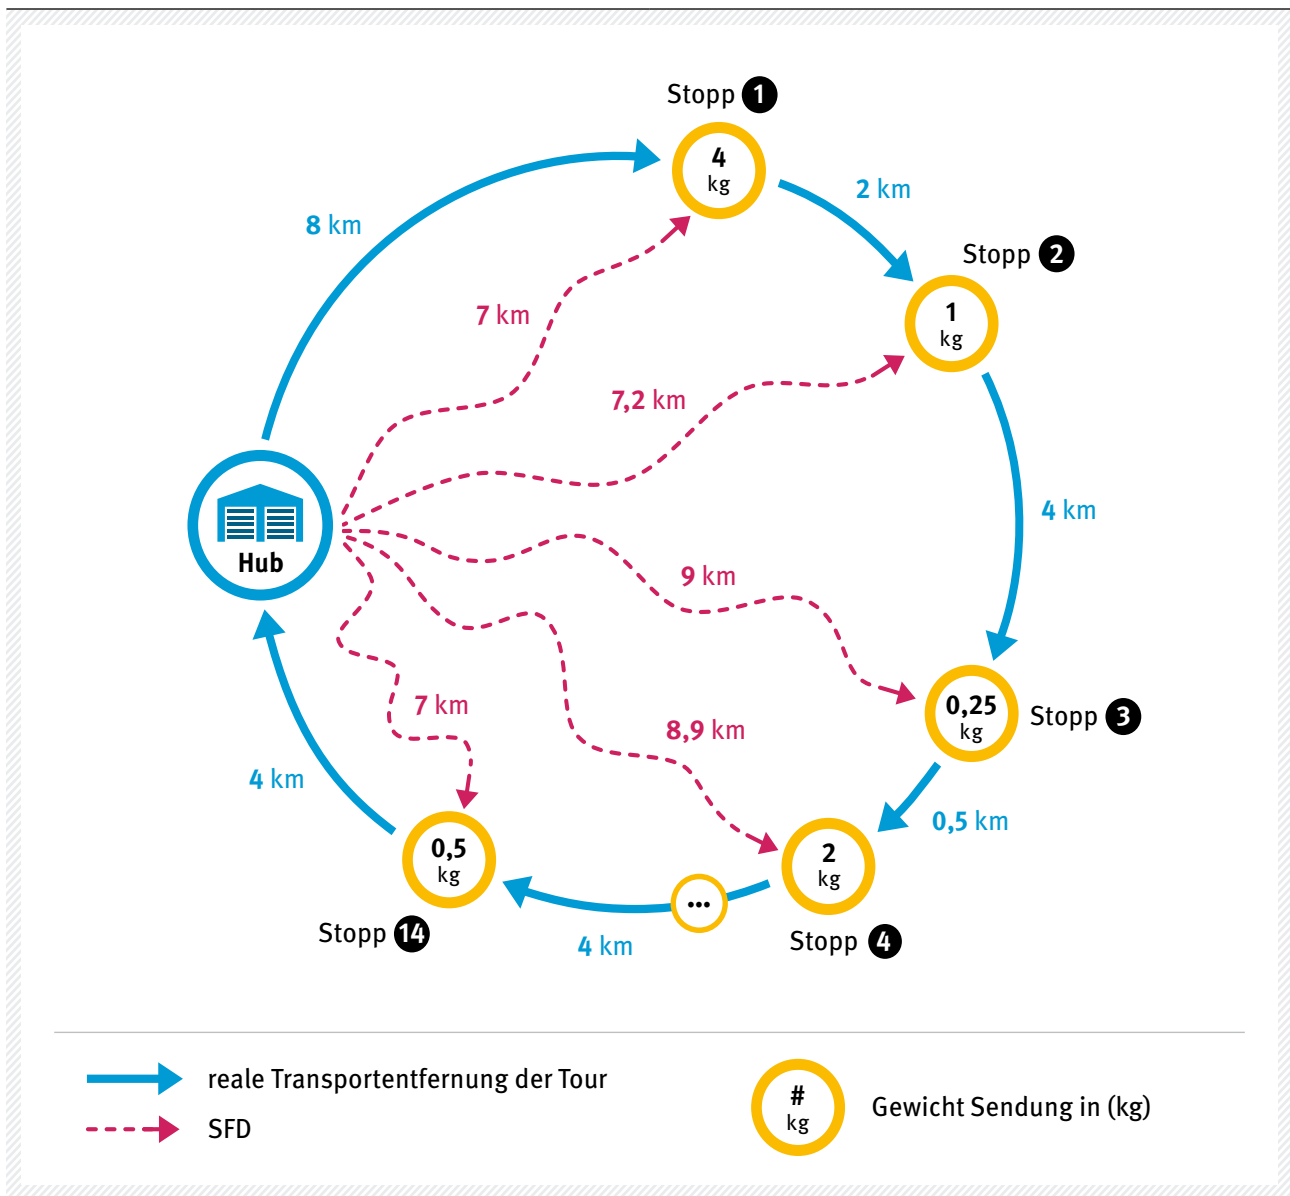 Stopp 1
4
kg
2 km
8 km
Stopp 2
1
kg
7 km
7,2 km
4 km
Hub
9 km
0,25
kg
Stopp 3
7 km
8,9 km
4 km
0,5 km
0,5
kg
2
kg
...
Stopp 14
4 km
Stopp 4
reale Transportentfernung der Tour
SFD
#
kg
Gewicht Sendung in (kg)